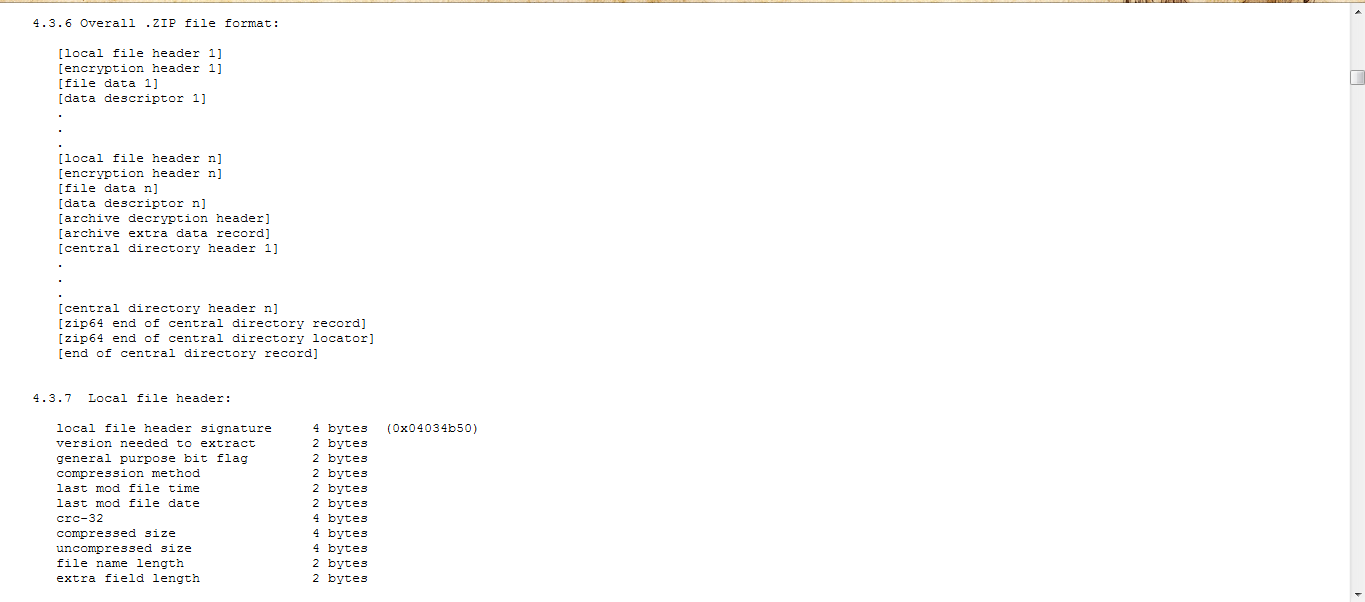 4.3.6 Overall .ZIP file format:
[local file header 1]
[encryption header 1]
[file data 1]
[data descriptor 1]
.
.
.
[local file header n]
[encryption header n]
[file data n]
[data descriptor n]
[archive decryption header]
[archive extra data record]
[central directory header 1]
.
.
.
[central directory header n]
[zip64 end of central directory record]
[zip64 end of central directory locator]
[end of central directory record]
4.3.7  Local file header:
local file header signature     4 bytes  (0x04034b50)
version needed to extract       2 bytes
general purpose bit flag        2 bytes
compression method              2 bytes
last mod file time              2 bytes
last mod file date              2 bytes
crc-32                          4 bytes
compressed size                 4 bytes
uncompressed size               4 bytes
file name length                2 bytes
extra field length              2 bytes